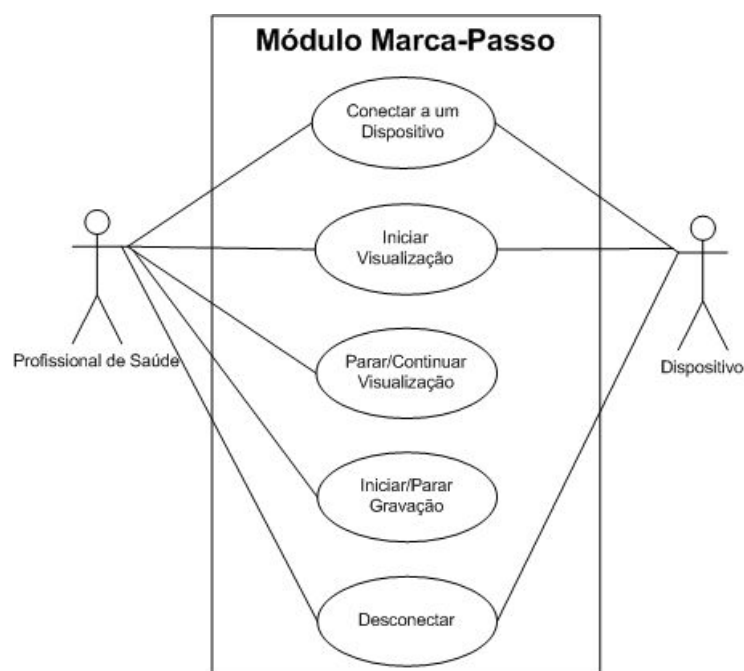 Módulo Marca-Passo
Conectar a um
Dispositivo
Iniciar
Visualização
Parar/Continuar
Visualização
Profissional de Saúde
Dispositivo
Iniciar/Parar
Gravação
Desconectar